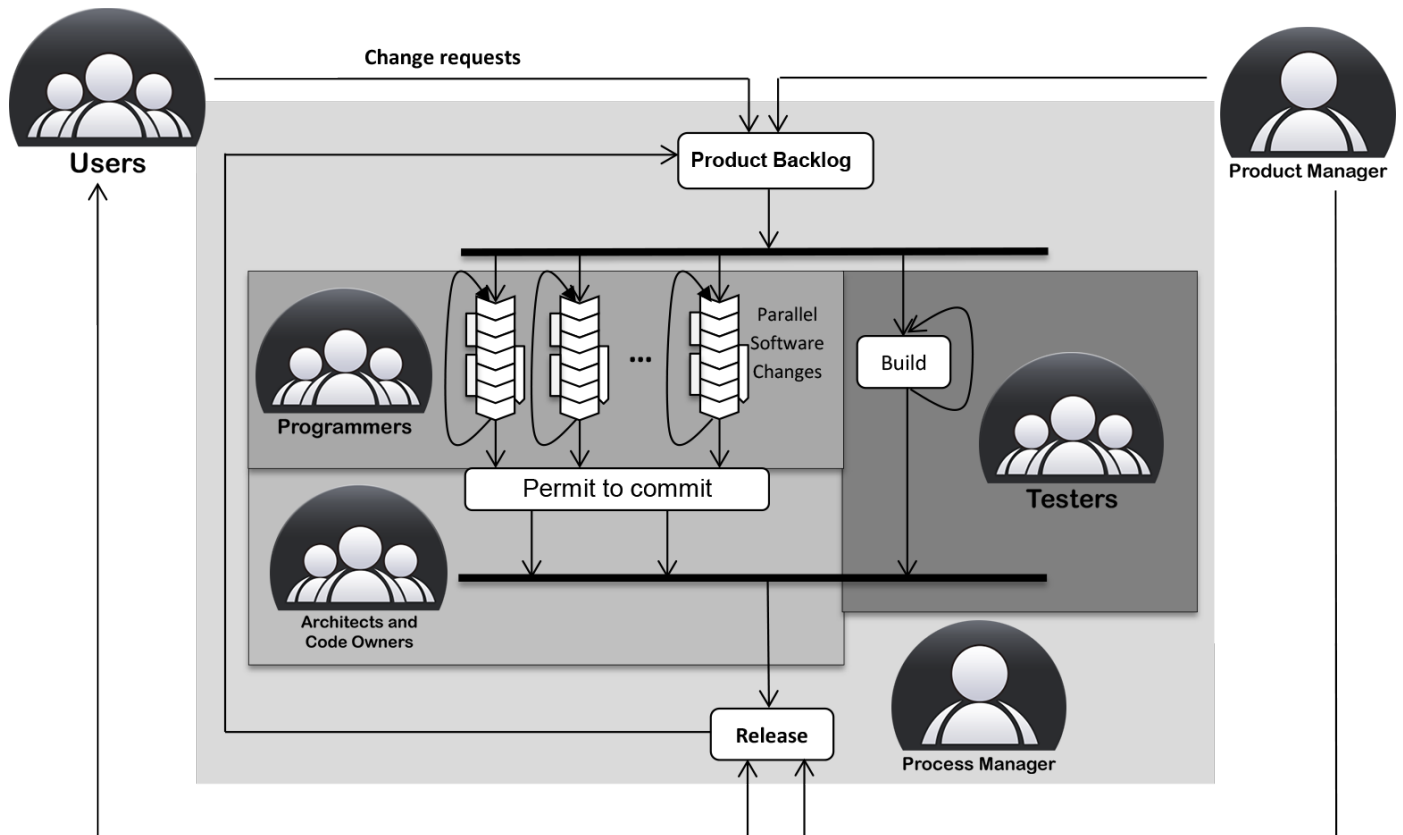 Change requests
Users
Product Manager
Product Backlog
Parallel
Software
Changes
...
Build
Programmers
Testers
Permit to commit
Architects and
Code Owners
Release
Process Manager